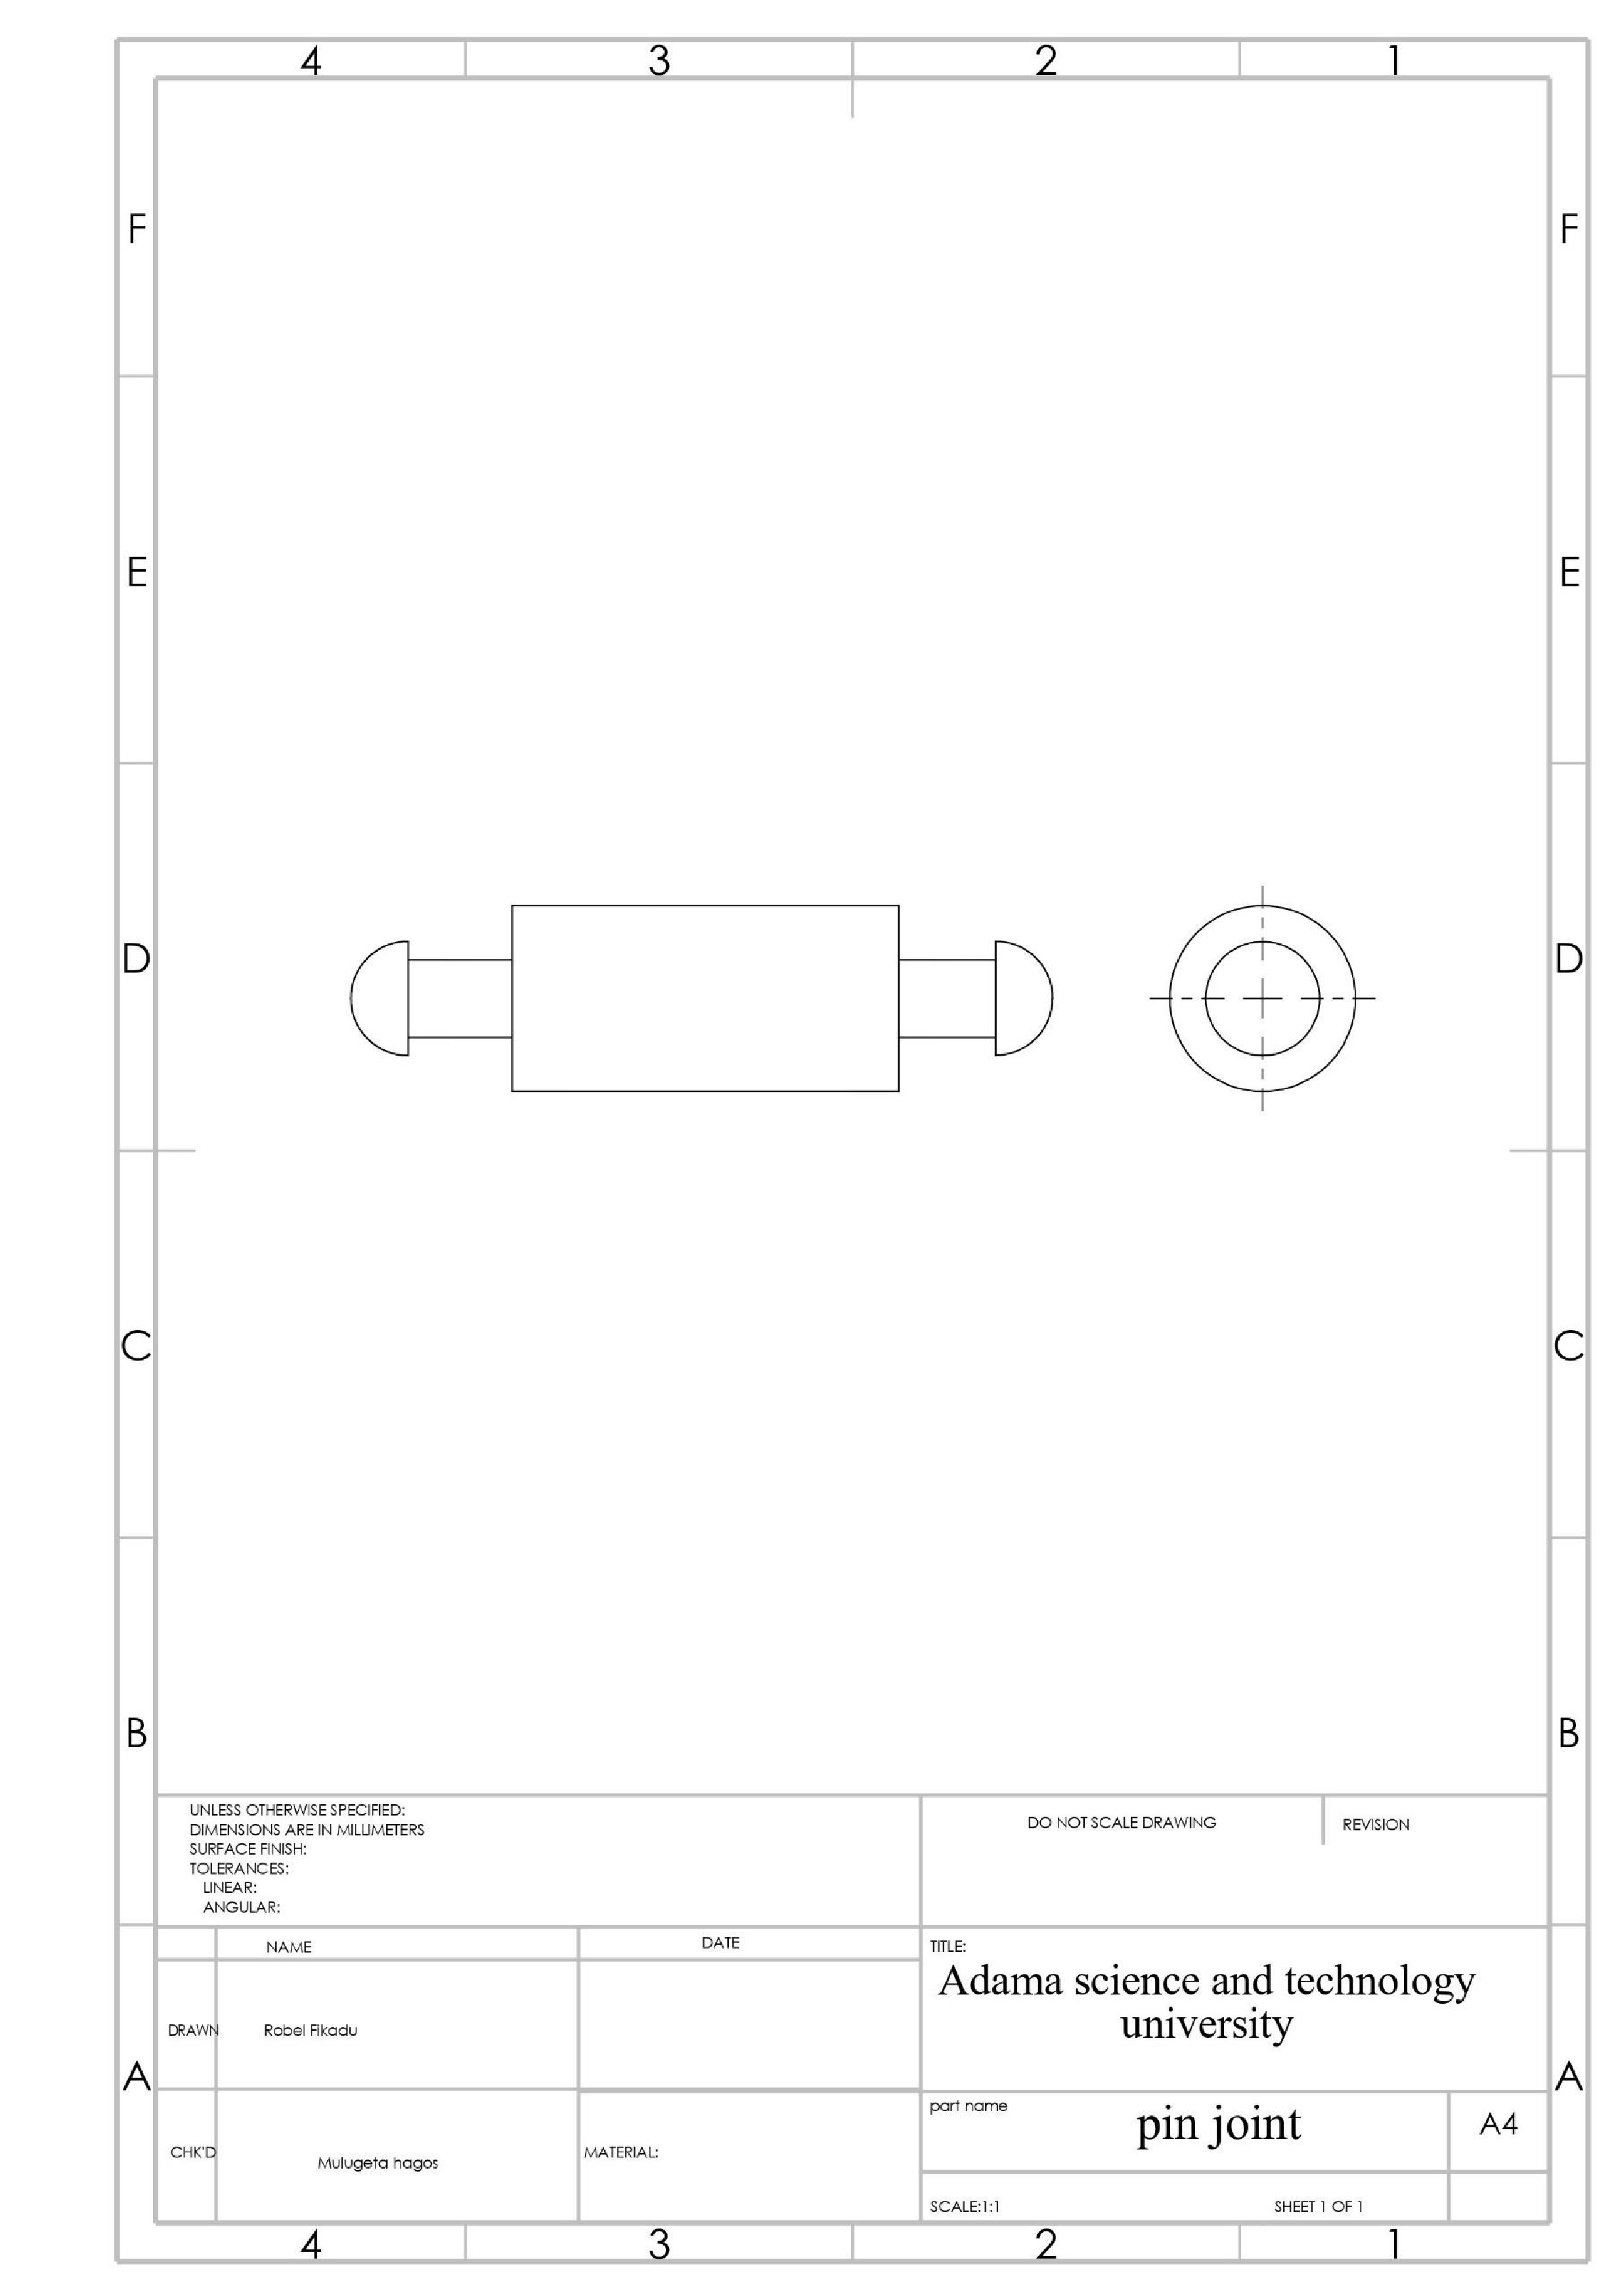 4 3 2 1
F F
E E
D D
C C
B B
UNLESS OTHERWISE SPECIFIED:
DIMENSIONS ARE IN MILLIMETERS
SURFACE FINISH:
TOLERANCES:
LINEAR:
ANGULAR:
DO NOT SCALE DRAWING
REVISION
NAME
DATE
TITLE:
Adama science and technology
university
DRAWN Robel Fikadu
A A
part name
pin joint
A4
CHK'D Mulugeta hagos
MATERIAL:
SCALE:1:1
SHEET 1 OF 1
4 3 2 1